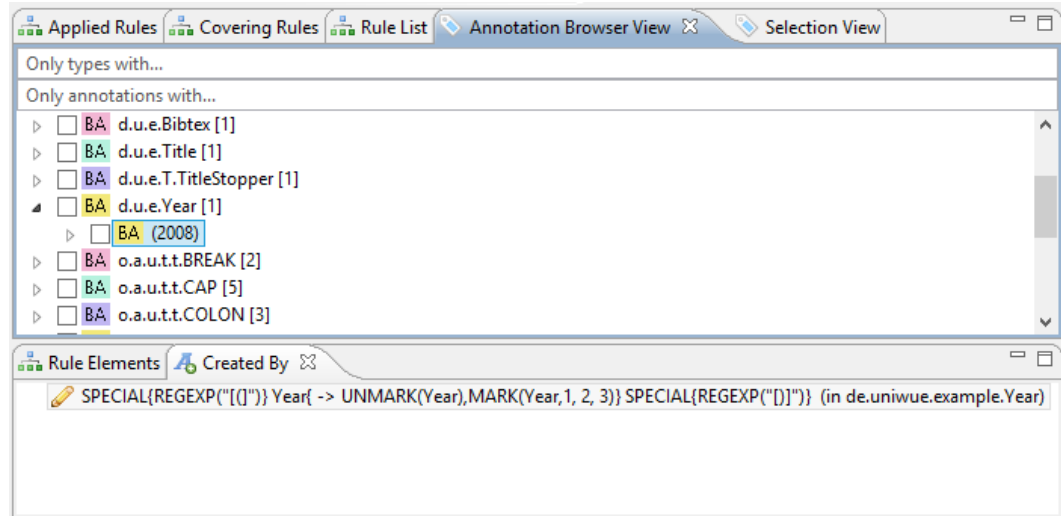 Applied Rules Covering Rules Rule List Annotation Browser View Selection View
Only types with...
Only annotations with...
BA d.u.e.Bibtex [1]
BA d.u.e.Title [1]
BA d.u.e.T.TitleStopper [1]
BA d.u.e.Year [1]
BA (2008)
BA o.a.u.t.t.BREAK [2]
BA o.a.u.t.t.CAP [5]
BA o.a.u.t.t.COLON [3]
Rule Elements Created By
SPECIAL{REGEXP("[(]")} Year{ -> UNMARK(Year),MARK(Year,1, 2, 3)} SPECIAL{REGEXP("[)]")} (in de.uniwue.example.Year)